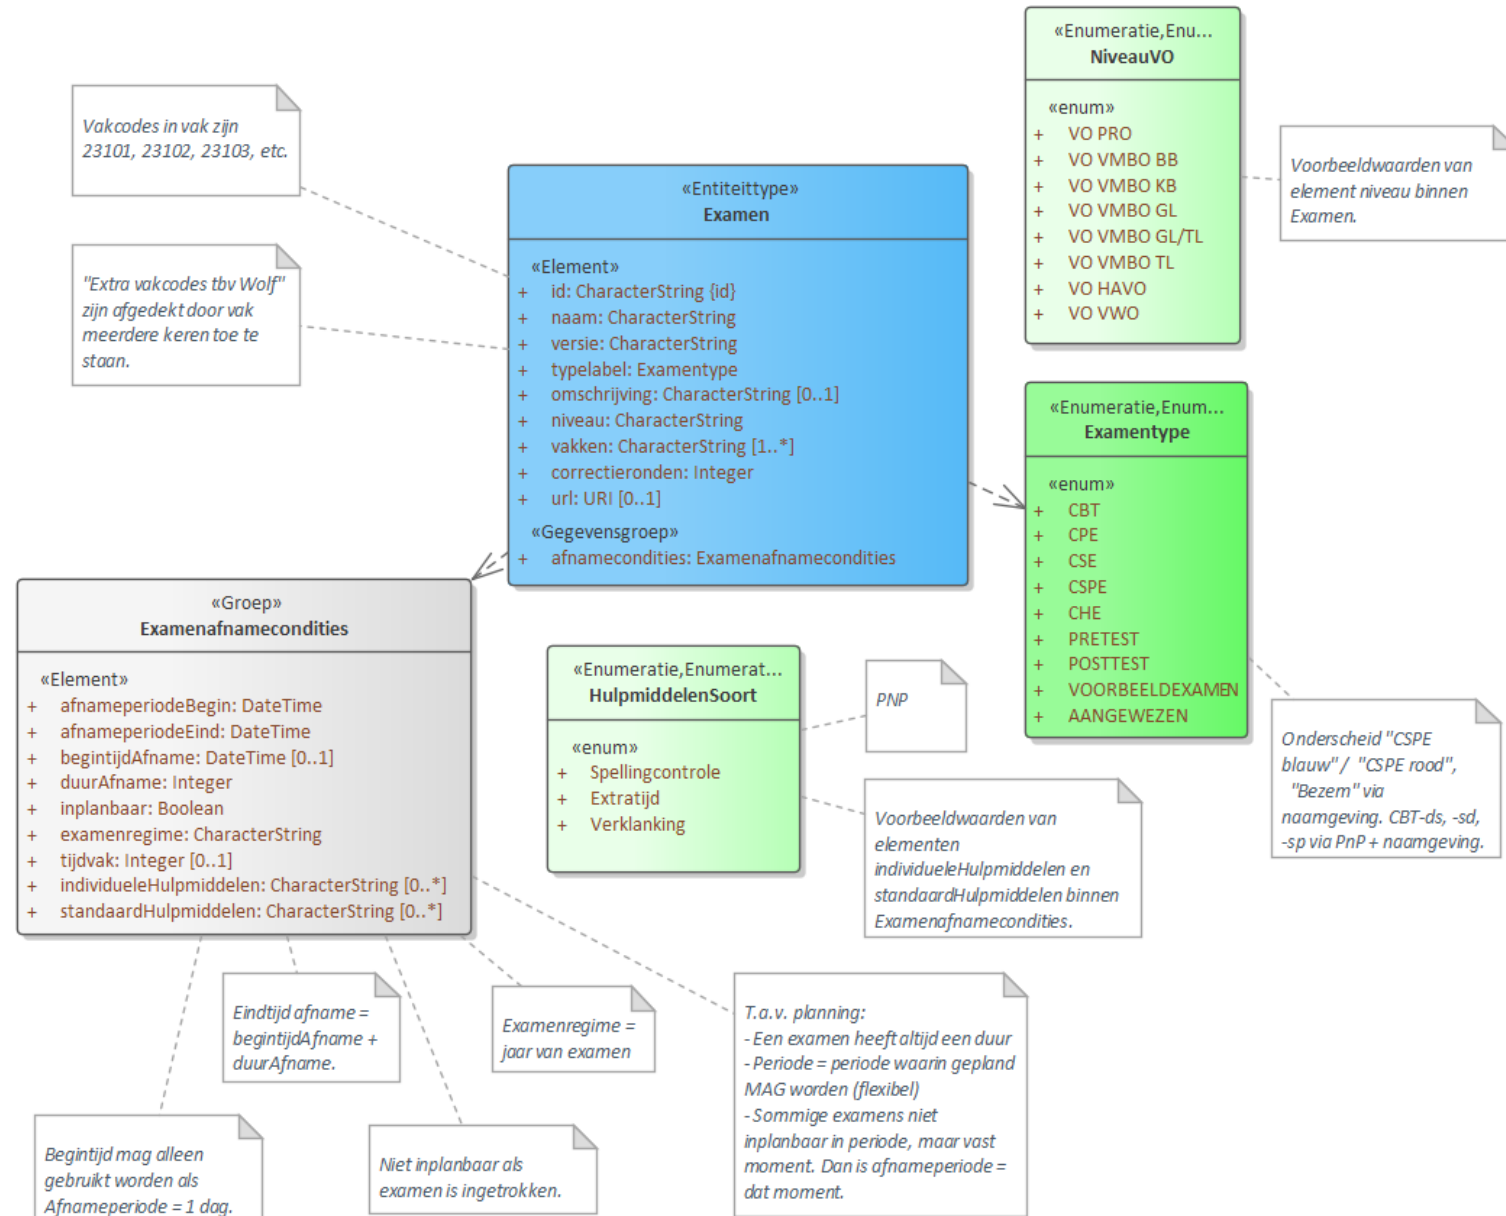 «Enumeratie,Enu...
NiveauVO
«enum»
+ VO PRO
+ VO VMBO BB
+ VO VMBO KB
+ VO VMBO GL
+ VO VMBO GL/TL
+ VO VMBO TL
+ VO HAVO
+ VO VWO
Voorbeeldwaarden van
element niveau binnen
Examen.
Vakcodes in vak zijn
23101, 23102, 23103, etc.
"Extra vakcodes tbv Wolf"
zijn afgedekt door vak
meerdere keren toe te
staan.
«Entiteittype»
Examen
«Element»
+ id: CharacterString {id}
+ naam: CharacterString
+ versie: CharacterString
+ typelabel: Examentype
+ omschrijving: CharacterString [0..1]
+ niveau: CharacterString
+ vakken: CharacterString [1..*]
+ correctieronden: Integer
+ url: URI [0..1]
«Gegevensgroep»
+ afnamecondities: Examenafnamecondities
«Enumeratie,Enum...
Examentype
«enum»
+ CBT
+ CPE
+ CSE
+ CSPE
+ CHE
+ PRETEST
+ POSTTEST
+ VOORBEELDEXAMEN
+ AANGEWEZEN
Onderscheid "CSPE
blauw"/ "CSPE rood",
"Bezem" via
naamgeving. CBT-ds, -sd,
-sp via PnP + naamgeving.
«Groep»
Examenafnamecondities
«Element»
+ afnameperiodeBegin: DateTime
+ afnameperiodeEind: DateTime
+ begintijdAfname: DateTime [0..1]
+ duurAfname: Integer
+ inplanbaar: Boolean
+ examenregime: CharacterString
+ tijdvak: Integer [0..1]
+ individueleHulpmiddelen: CharacterString [0..*]
+ standaardHulpmiddelen: CharacterString [0..*]
«Enumeratie,Enumerat...
HulpmiddelenSoort
«enum»
+ Spellingcontrole
+ Extratijd
+ Verklanking
PNP
Voorbeeldwaarden van
elementen
individueleHulpmiddelen en
standaardHulpmiddelen binnen
Examenafnamecondities.
Eindtijd afname =
begintijdAfname +
duurAfname.
Examenregime =
jaar van examen
T.a.v. planning:
- Een examen heeft altijd een duur
- Periode = periode waarin gepland
MAG worden (flexibel)
- Sommige examens niet
inplanbaar in periode, maar vast
moment. Dan is afnameperiode =
dat moment.
Begintijd mag alleen
gebruikt worden als
Afnameperiode = 1 dag.
Niet inplanbaar als
examen is ingetrokken.